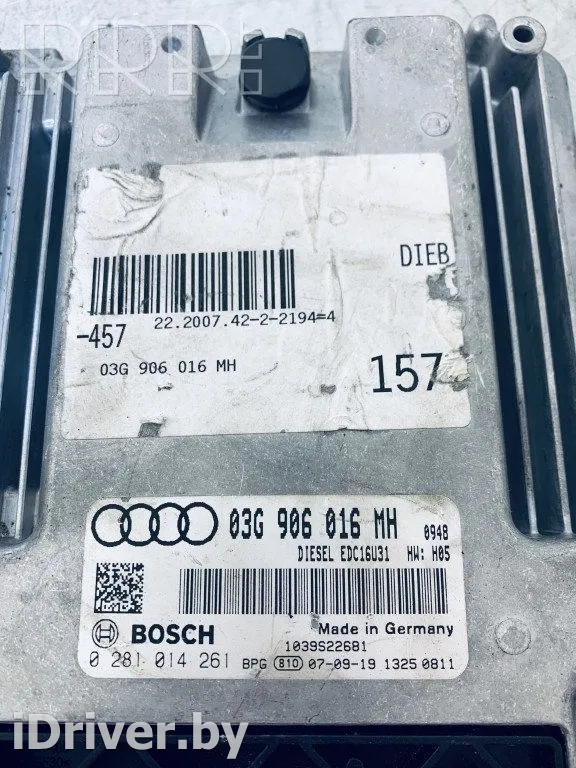 RRR
DIEB
22.2007.42-2-2194=4
-457
03G 906 016 MH
157
03G 906 016 MH 0948
DIESEL EDC16U31 HW: H05
BOSCH Made in Germany
1039S22681
0 281 014 261 BPG 810 07-09-19 1325 0811
iDriver.by